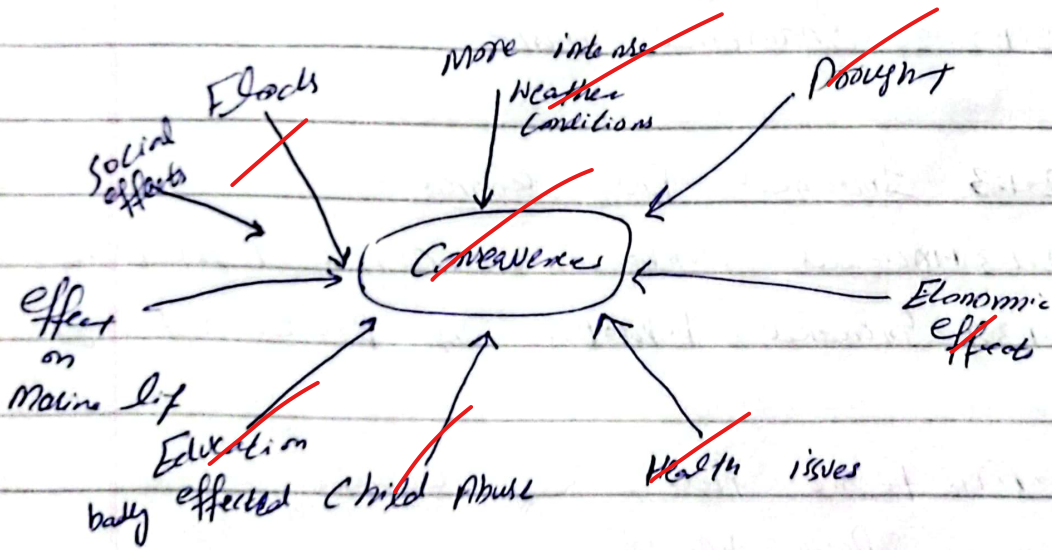 Floods
More intense
Weather
Conditions
Drought
Social
effects
Consequences
effect
on
Marine lif
Economic
effects
Education
badly effected
Child Abuse
Health issues